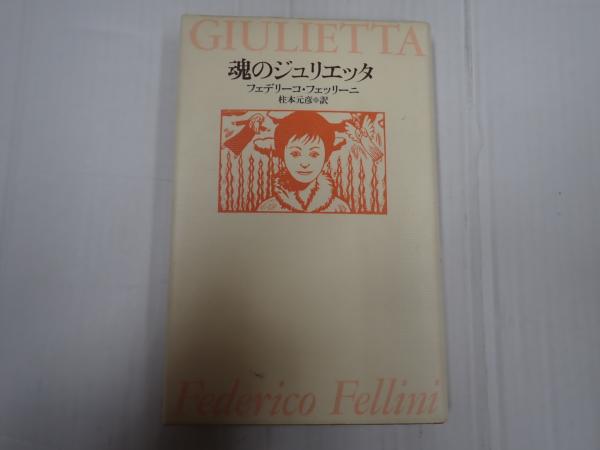 GIULIETTA
魂のジュリエッタ
フェデリーコ・フェッリーニ
柱本元彦✽訳
Federico Fellini